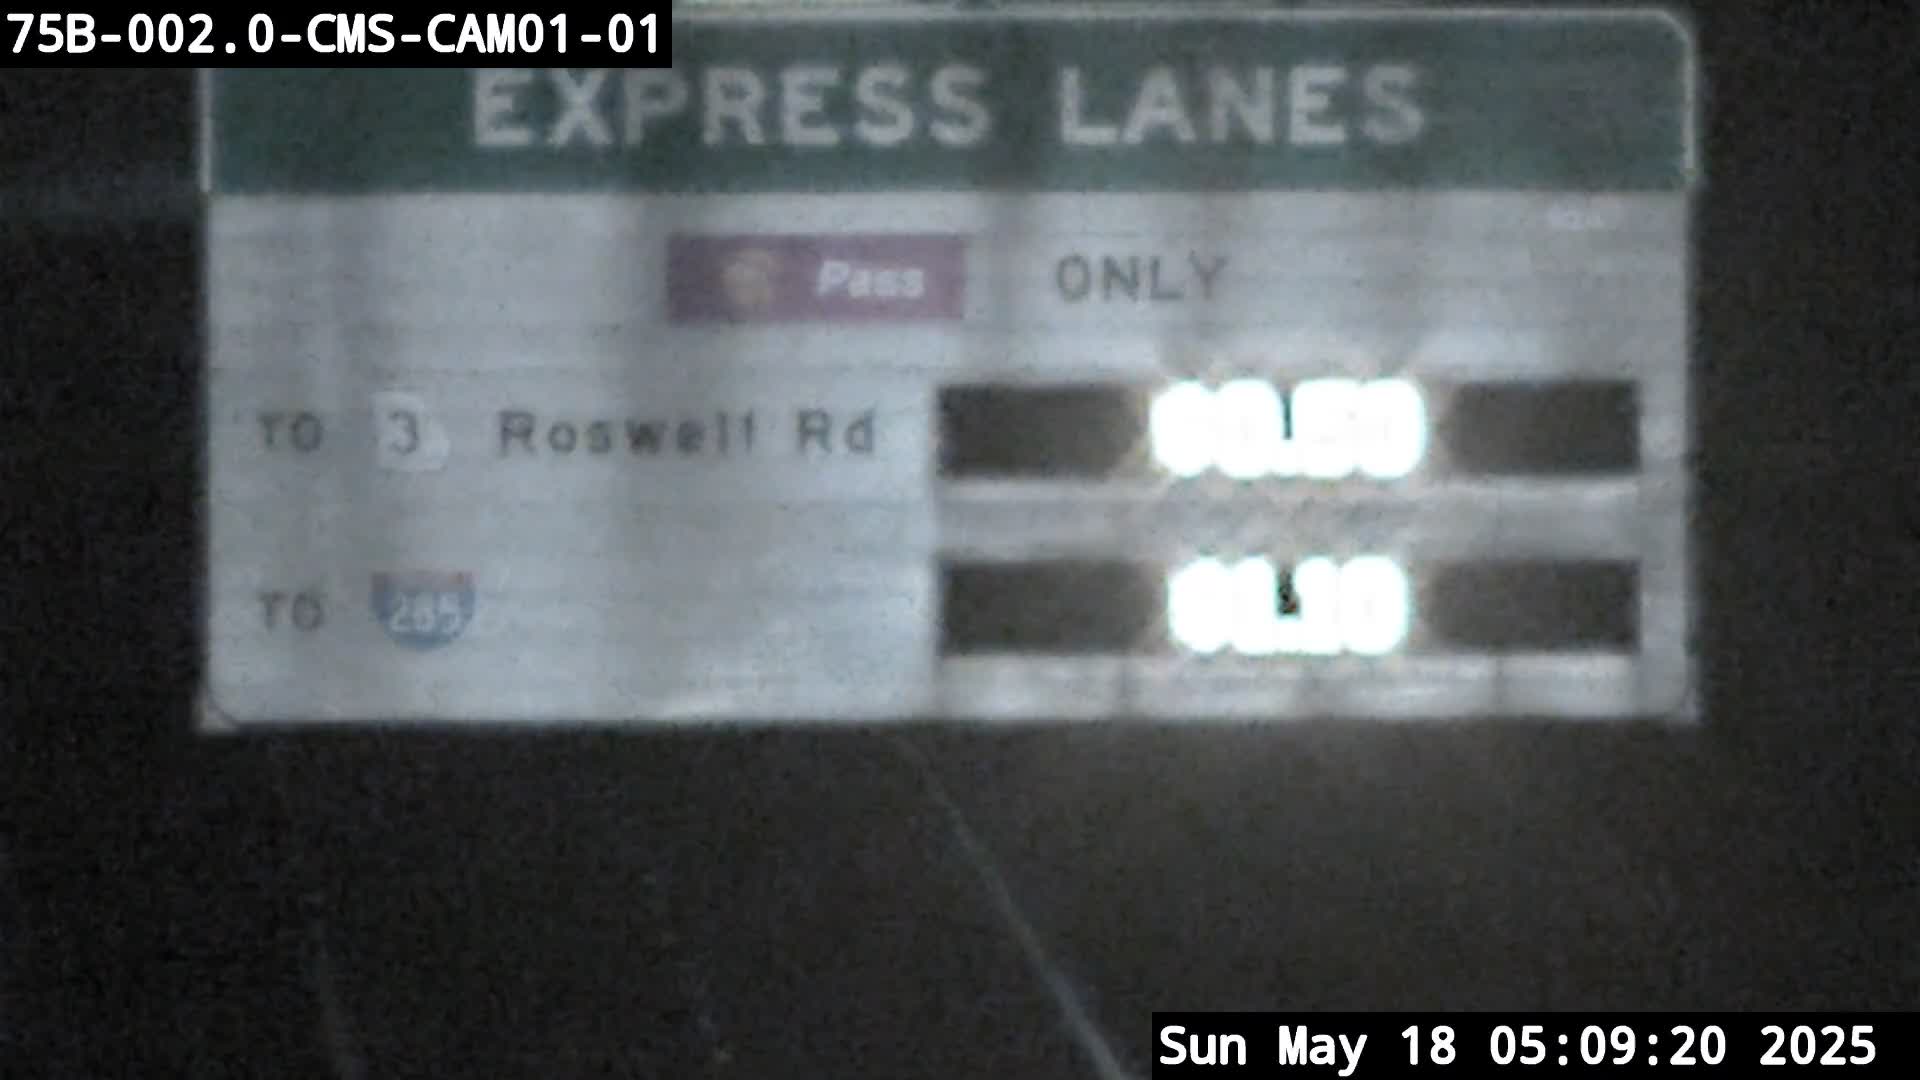 75B-002.0-CMS-CAM01-01
EXPRESS LANES
Pass ONLY
TO 3 Roswell Rd
TO 285
Sun May 18 05:09:20 2025